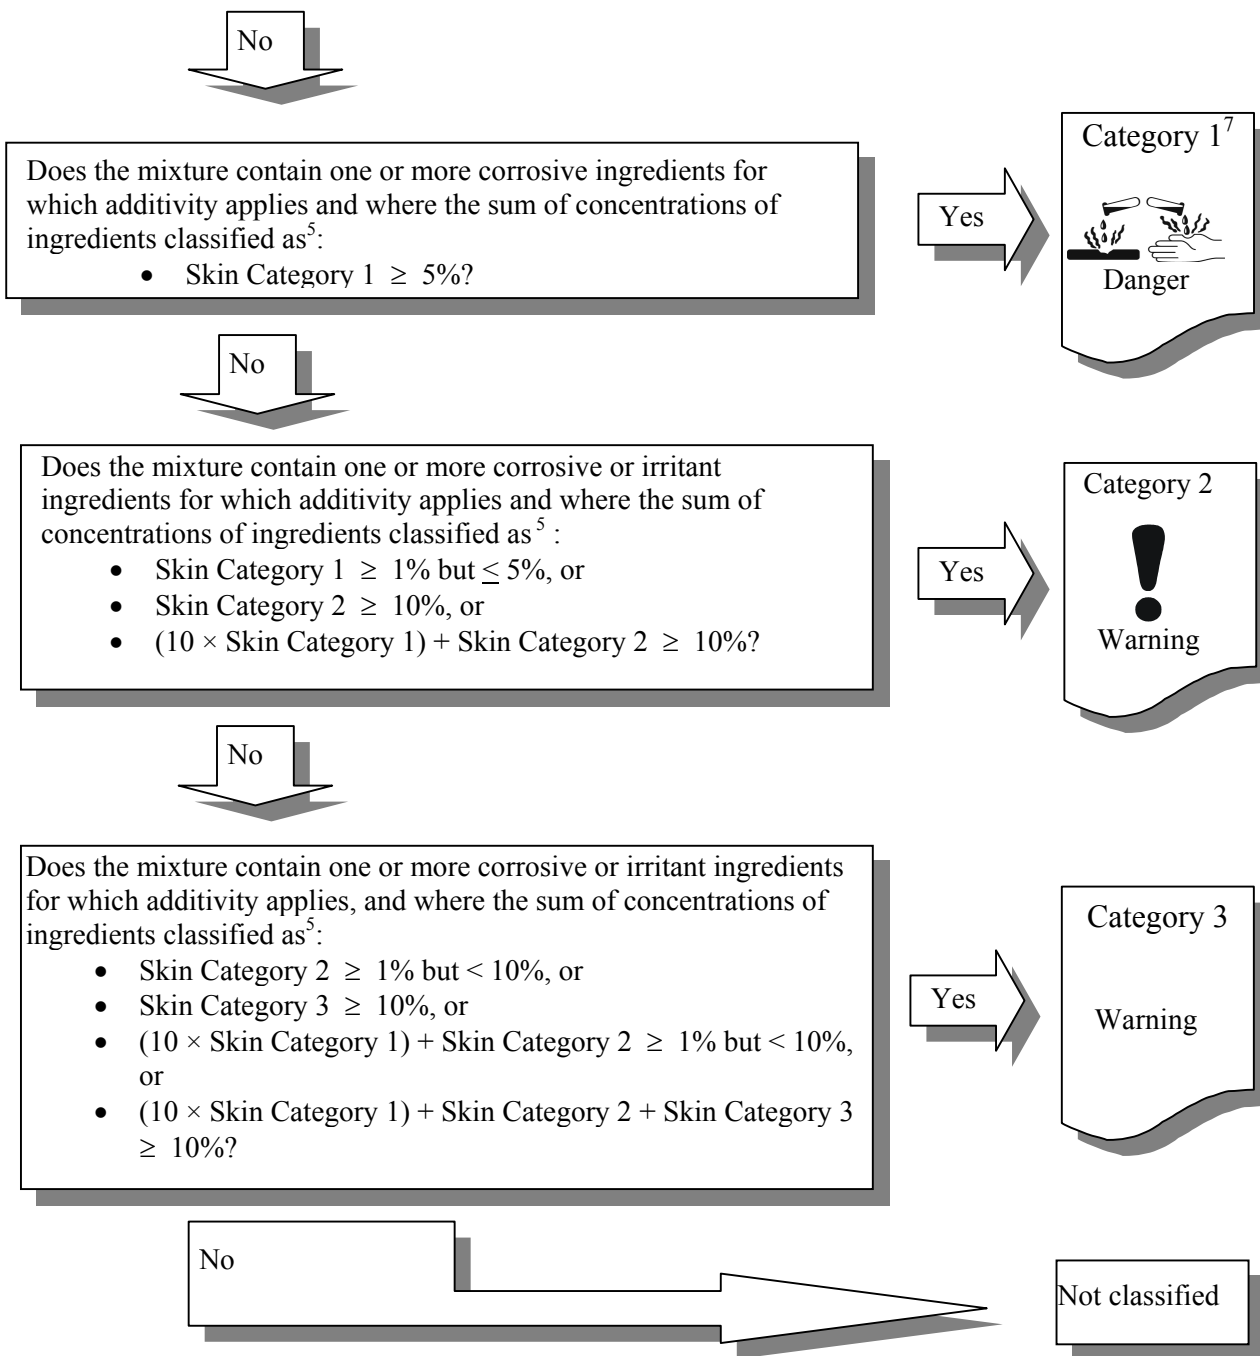 No
Does the mixture contain one or more corrosive ingredients for
which additivity applies and where the sum of concentrations of
ingredients classified as⁵:
• Skin Category 1 ≥ 5%?
Yes
Category 1⁷
Danger
No
Does the mixture contain one or more corrosive or irritant
ingredients for which additivity applies and where the sum of
concentrations of ingredients classified as ⁵ :
• Skin Category 1 ≥ 1% but ≤ 5%, or
• Skin Category 2 ≥ 10%, or
• (10 × Skin Category 1) + Skin Category 2 ≥ 10%?
Yes
Category 2
Warning
No
Does the mixture contain one or more corrosive or irritant ingredients
for which additivity applies, and where the sum of concentrations of
ingredients classified as⁵:
• Skin Category 2 ≥ 1% but < 10%, or
• Skin Category 3 ≥ 10%, or
• (10 × Skin Category 1) + Skin Category 2 ≥ 1% but < 10%,
or
• (10 × Skin Category 1) + Skin Category 2 + Skin Category 3
≥ 10%?
Yes
Category 3
Warning
No
Not classified